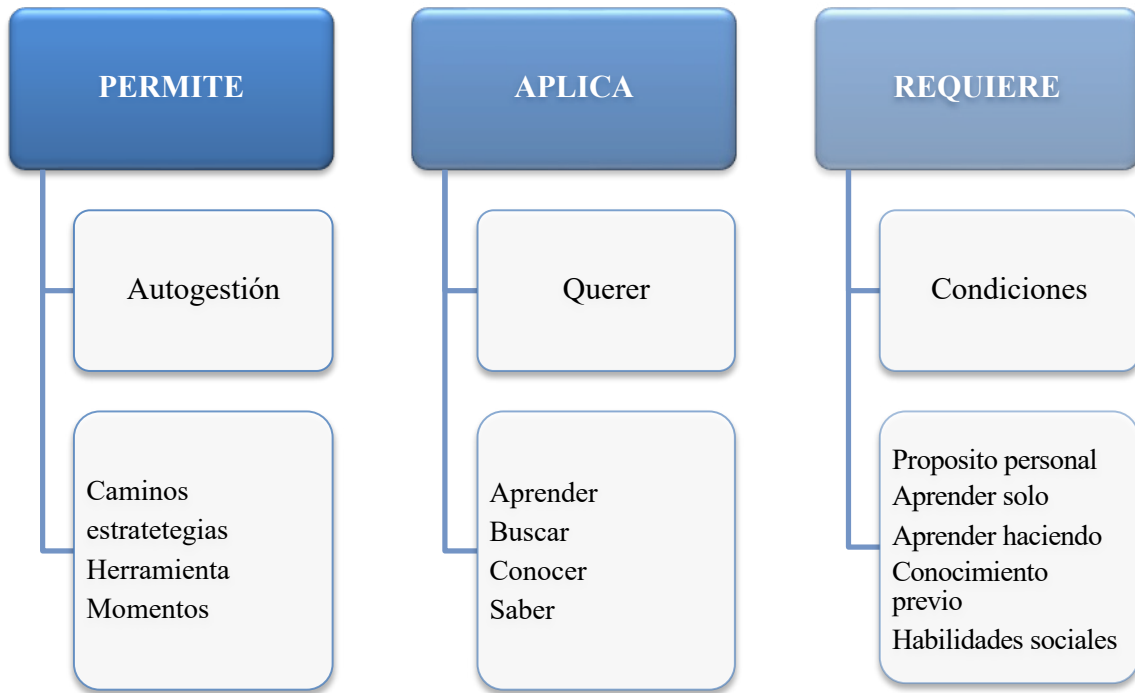 PERMITE
Autogestión
Caminos
estratetegias
Herramienta
Momentos
APLICA
Querer
Aprender
Buscar
Conocer
Saber
REQUIERE
Condiciones
Proposito personal
Aprender solo
Aprender haciendo
Conocimiento
previo
Habilidades sociales